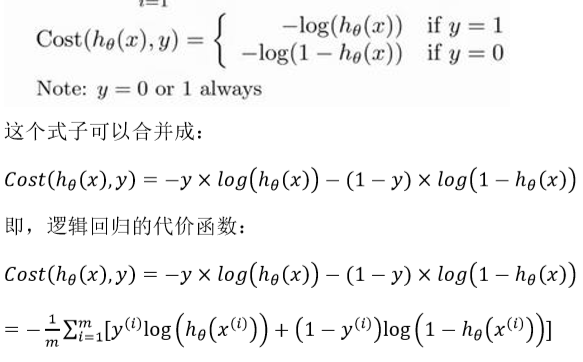 i=1
Cost(hθ(x), y) = { −log(hθ(x)) if y = 1
−log(1 − hθ(x)) if y = 0
Note: y = 0 or 1 always
这个式子可以合并成：
Cost(hθ(x), y) = −y × log(hθ(x)) − (1 − y) × log(1 − hθ(x))
即，逻辑回归的代价函数：
Cost(hθ(x), y) = −y × log(hθ(x)) − (1 − y) × log(1 − hθ(x))
= −1/m ∑ᵢ₌₁ᵐ[y⁽ⁱ⁾log(hθ(x⁽ⁱ⁾)) + (1 − y⁽ⁱ⁾)log(1 − hθ(x⁽ⁱ⁾))]